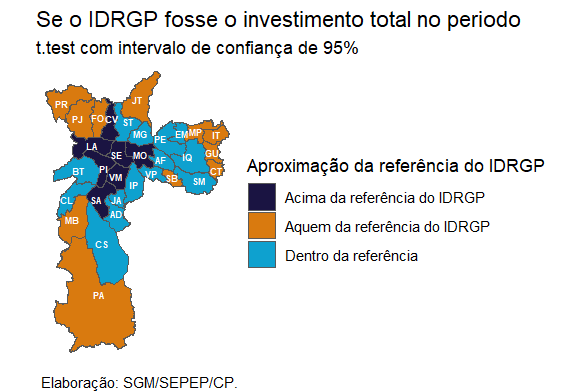 Se o IDRGP fosse o investimento total no periodo
t.test com intervalo de confiança de 95%
JT
PR
PJ
FO
CV
ST
MG
EM
MP
IT
PE
LA
SE
MO
AF
IQ
GU
BT
PI
VM
VP
SB
CT
SM
IP
CL
SA
JA
AD
MB
CS
PA
Aproximação da referência do IDRGP
Acima da referência do IDRGP
Aquem da referência do IDRGP
Dentro da referência
Elaboração: SGM/SEPEP/CP.